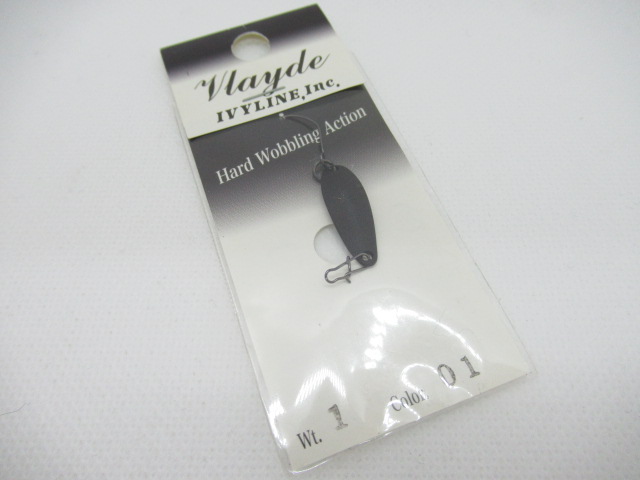 Vlayde
IVYLINE,Inc.
Hard Wobbling Action
Wt. 1 Color 01